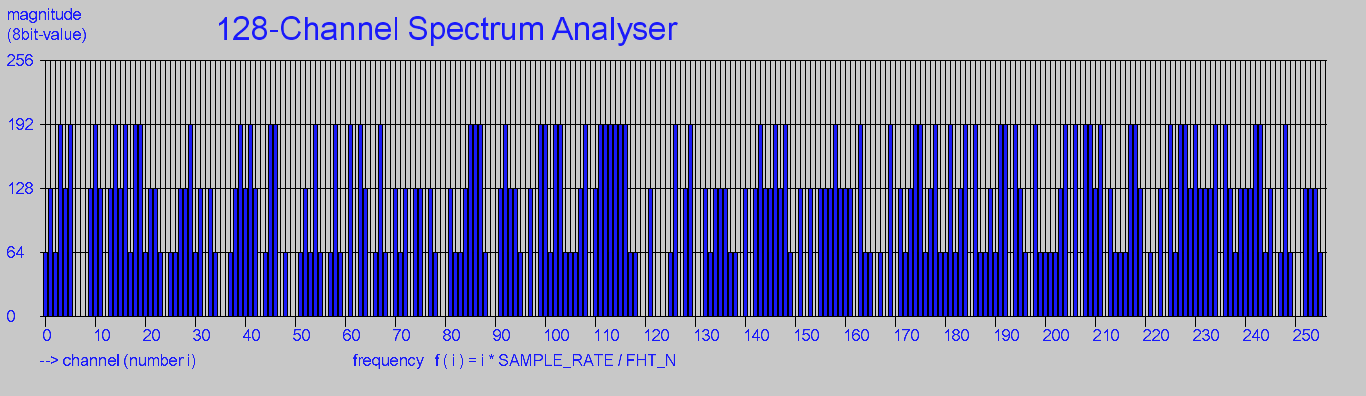 magnitude
(8bit-value)
128-Channel Spectrum Analyser
256
192
128
64
0
0 10 20 30 40 50 60 70 80 90 100 110 120 130 140 150 160 170 180 190 200 210 220 230 240 250
--> channel (number i)
frequency f ( i ) = i * SAMPLE_RATE / FHT_N